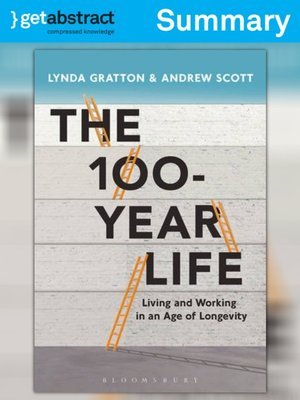 }getabstract
compressed knowledge
Summary
LYNDA GRATTON & ANDREW SCOTT
THE
100-
YEAR
LIFE
Living and Working
in an Age of Longevity
BLOOMSBURY